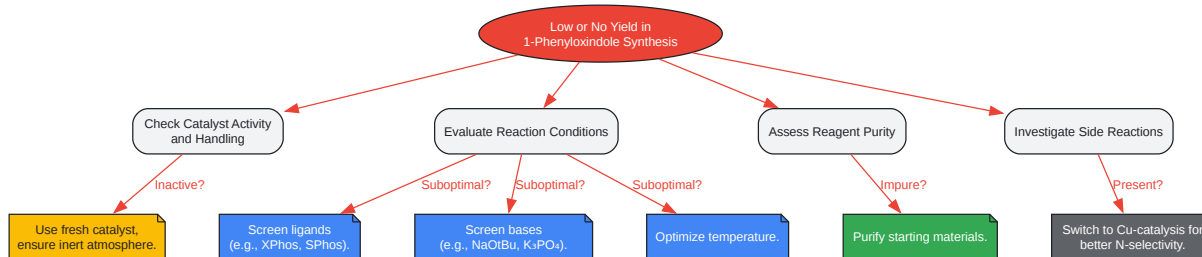 Low or No Yield in
1-Phenyloxindole Synthesis
Check Catalyst Activity
and Handling
Evaluate Reaction Conditions
Assess Reagent Purity
Investigate Side Reactions
Inactive?
Suboptimal?
Suboptimal?
Suboptimal?
Impure?
Present?
Use fresh catalyst,
ensure inert atmosphere.
Screen ligands
(e.g., XPhos, SPhos).
Screen bases
(e.g., NaOtBu, K₃PO₄).
Optimize temperature.
Purify starting materials.
Switch to Cu-catalysis for
better N-selectivity.